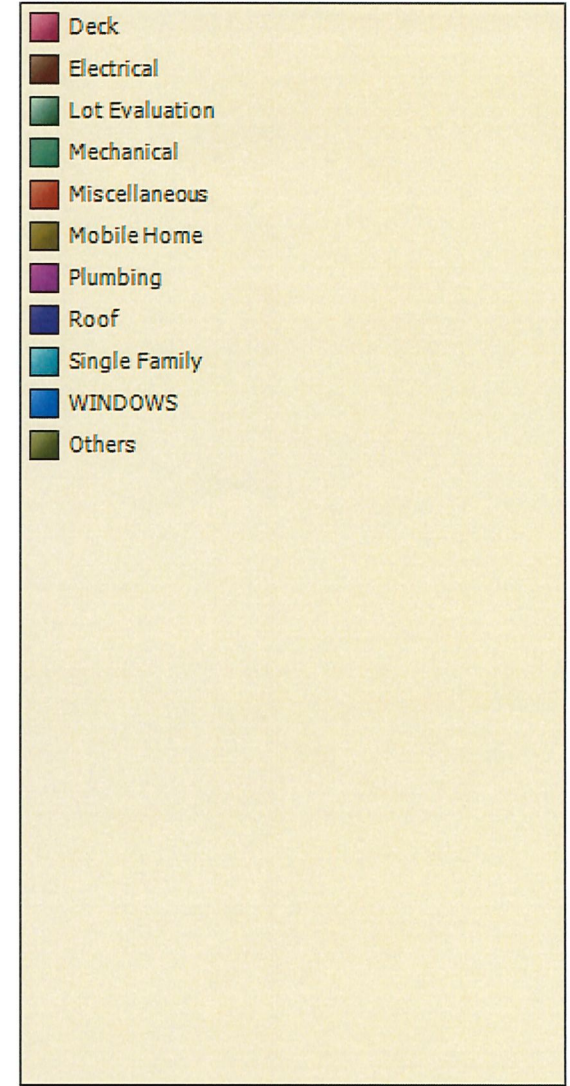 Deck
Electrical
Lot Evaluation
Mechanical
Miscellaneous
Mobile Home
Plumbing
Roof
Single Family
WINDOWS
Others